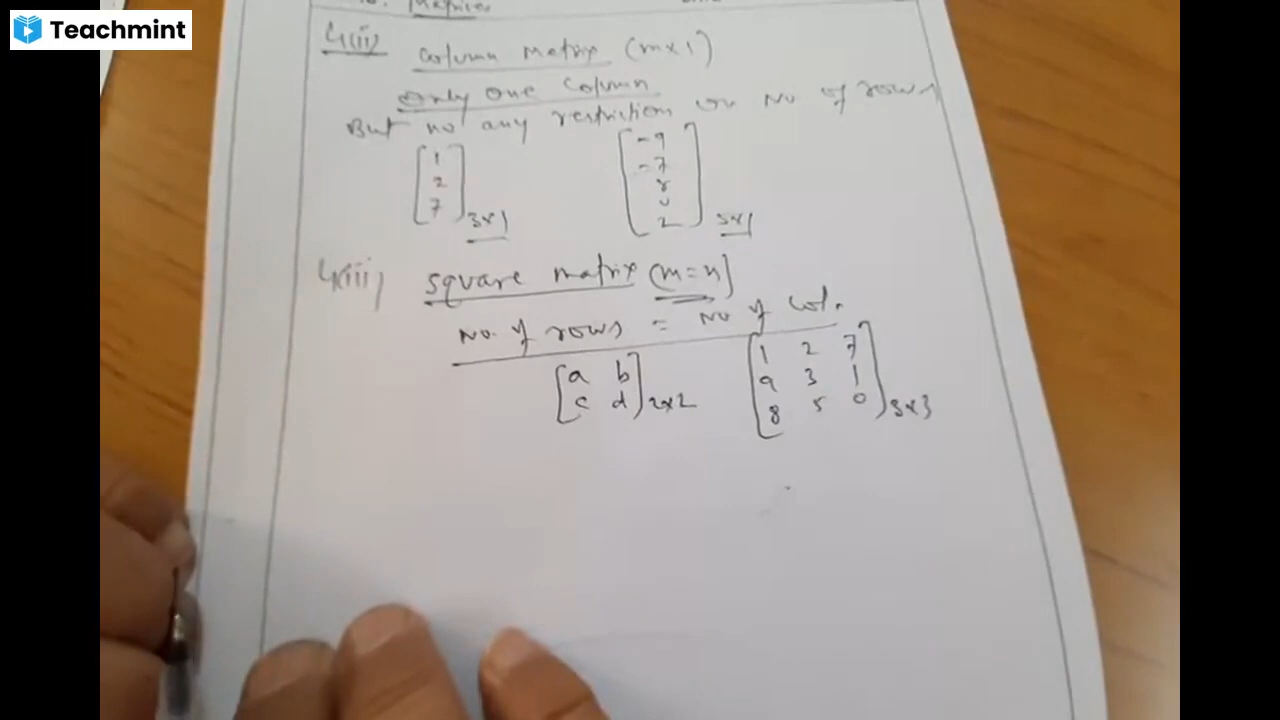 Teachmint
Matrices
4(ii) Column Matrix (m×1)
Only one Column.
But no any restriction on No of rows
[1 2 7] 3×1 [-9 -7 8 0 2] 5×1
4(iii) square matrix (m=n)
No. of rows = No of Col.
[a b] [1 2 7]
[c d] 2×2 [9 3 1]
[8 5 0] 3×3